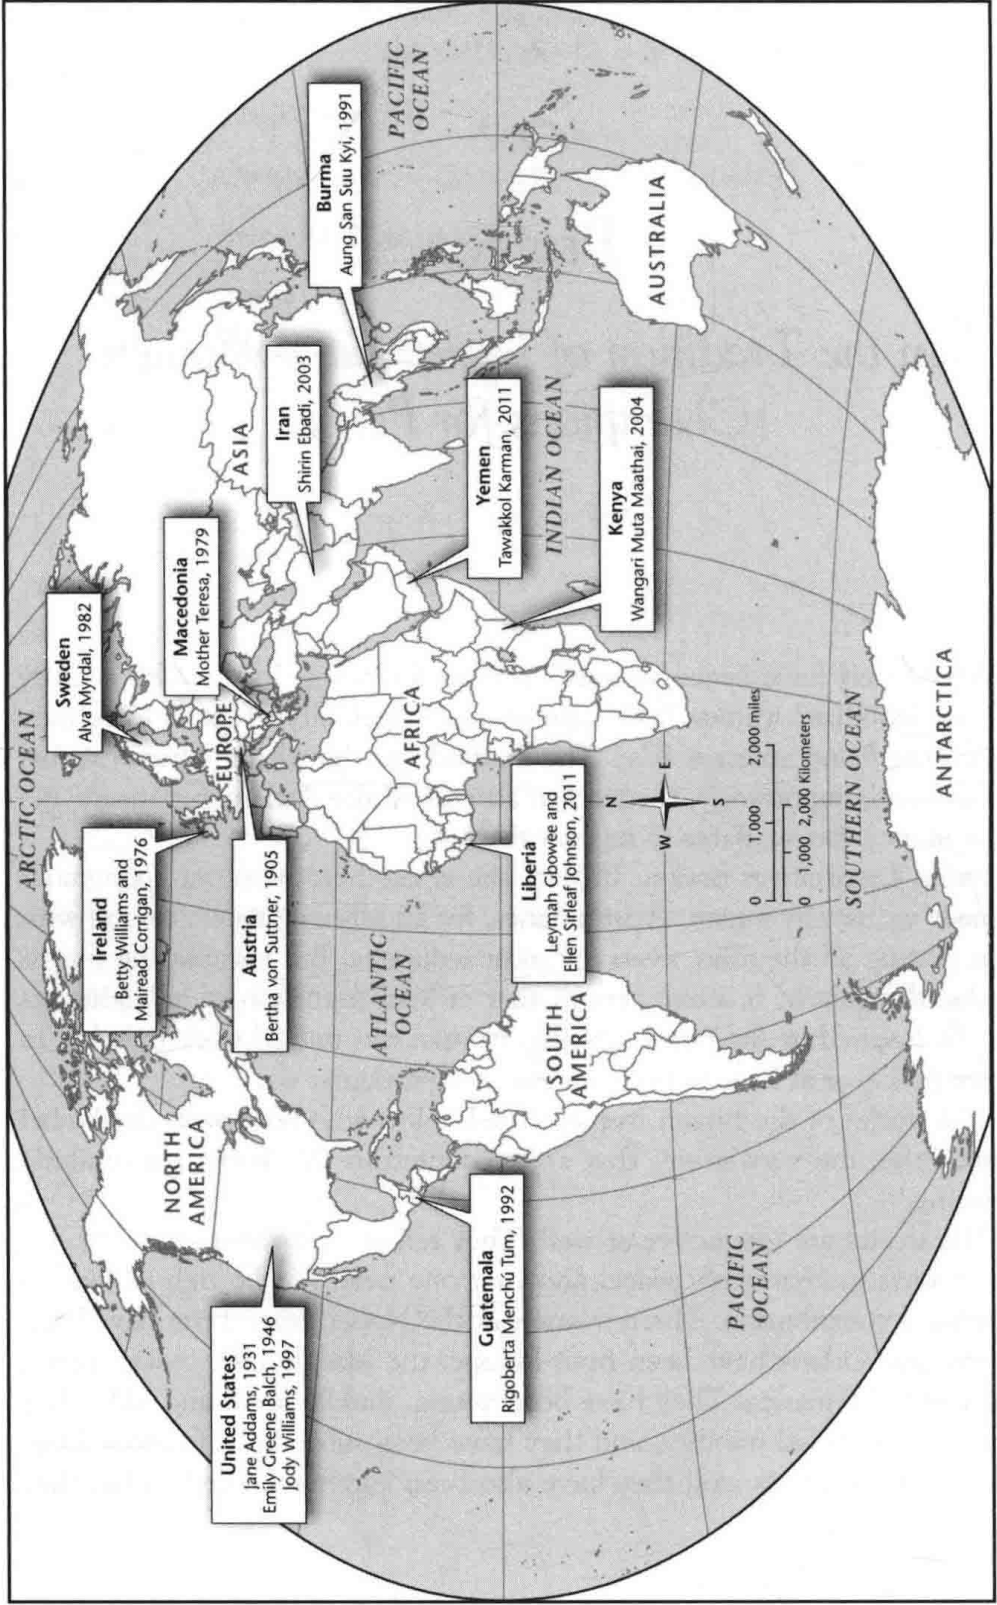 ARCTIC OCEAN
Sweden
Alva Myrdal, 1982
Ireland
Betty Williams and
Mairead Corrigan, 1976
Macedonia
Mother Teresa, 1979
NORTH
AMERICA
EUROPE
ASIA
United States
Jane Addams, 1931
Emily Greene Balch, 1946
Jody Williams, 1997
Austria
Bertha von Suttner, 1905
Iran
Shirin Ebadi, 2003
Burma
Aung San Suu Kyi, 1991
PACIFIC
OCEAN
ATLANTIC
OCEAN
AFRICA
Guatemala
Rigoberta Menchú Tum, 1992
Yemen
Tawakkol Karman, 2011
Liberia
Leymah Gbowee and
Ellen Sirleaf Johnson, 2011
INDIAN OCEAN
SOUTH
AMERICA
Kenya
Wangari Muta Maathai, 2004
AUSTRALIA
N
W
E
S
PACIFIC
OCEAN
0 1,000 2,000 miles
0 1,000 2,000 Kilometers
SOUTHERN OCEAN
ANTARCTICA